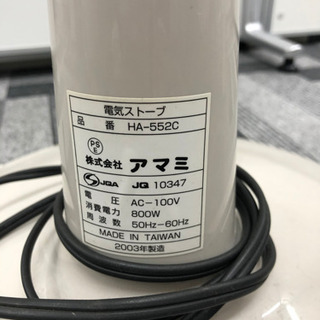 電気ストーブ
品番 HA-552C
PSE
株式会社 アマミ
JQA JQ 10347
電圧 AC-100V
消費電力 800W
周波数 50Hz-60Hz
MADE IN TAIWAN
2003年製造